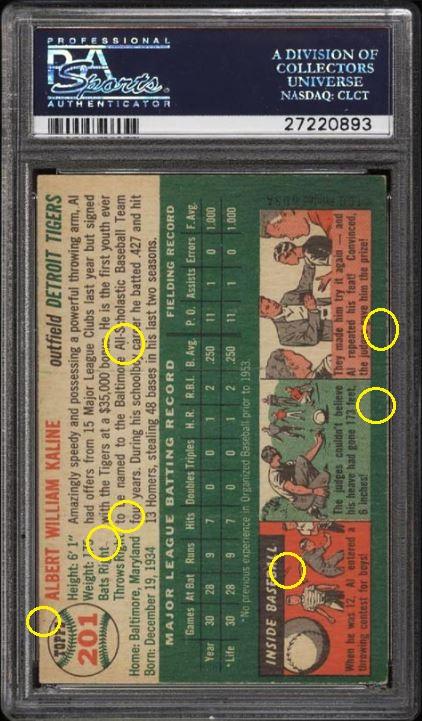 PROFESSIONAL
PSA
Sports
AUTHENTICATOR
A DIVISION OF
COLLECTORS
UNIVERSE
NASDAQ: CLCT
27220893
TOPPS
201
ALBERT WILLIAM KALINE outfield DETROIT TIGERS
Height: 6' 1" Amazingly speedy and possessing a powerful throwing arm, Al
Weight: had offers from 15 Major League Clubs last year but signed
Bats Right with the Tigers at a $35,000 bonus. He is the first youth ever
Throws Right to be named to the Baltimore All-Scholastic Baseball Team
Home: Baltimore, Maryland four years. During his schoolboy career he batted .427 and hit
Born: December 19, 1934 Homers, stealing 48 bases in his last two seasons.
MAJOR LEAGUE BATTING RECORD FIELDING RECORD
Games At Bat Runs Hits Doubles Triples H.R. R.B.I. B. Avg. P. O. Assists Errors F. Avg.
Year 30 28 9 7 0 0 1 2 .250 11 1 0 1.000
*Life 30 28 9 7 0 0 1 2 .250 11 1 0 1.000
*No previous experience in Organized Baseball prior to 1953.
INSIDE BASEBALL
When he was 12, Al entered a
throwing contest for boys!
The judges couldn't believe
his heave had gone feet,
6 inches!
They made him try it again — and
Al repeated his feat! Convinced,
the judges gave him the prize!
Printed in U.S.A.